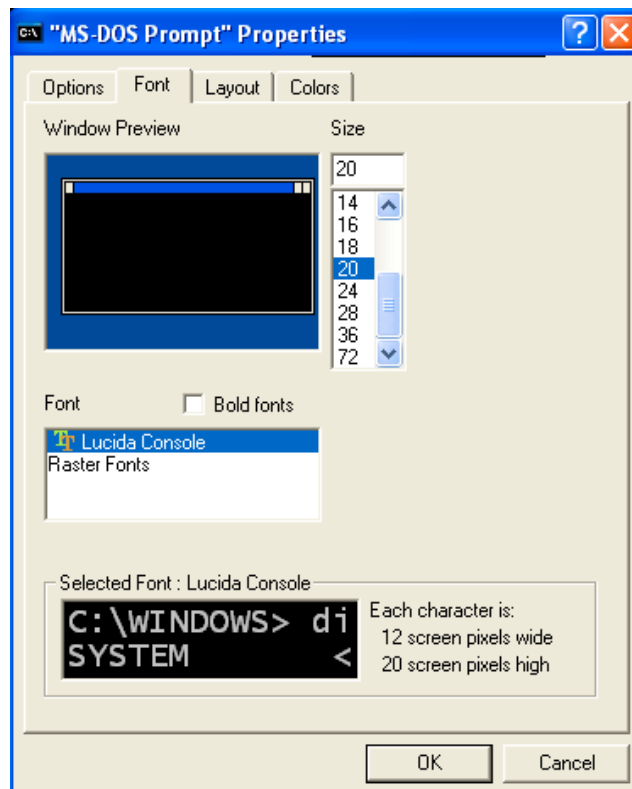 "MS-DOS Prompt" Properties
Options Font Layout Colors
Window Preview
Size
20
14
16
18
20
24
28
36
72
Font
Bold fonts
Lucida Console
Raster Fonts
Selected Font : Lucida Console
C:\WINDOWS> di
SYSTEM <
Each character is:
12 screen pixels wide
20 screen pixels high
OK
Cancel